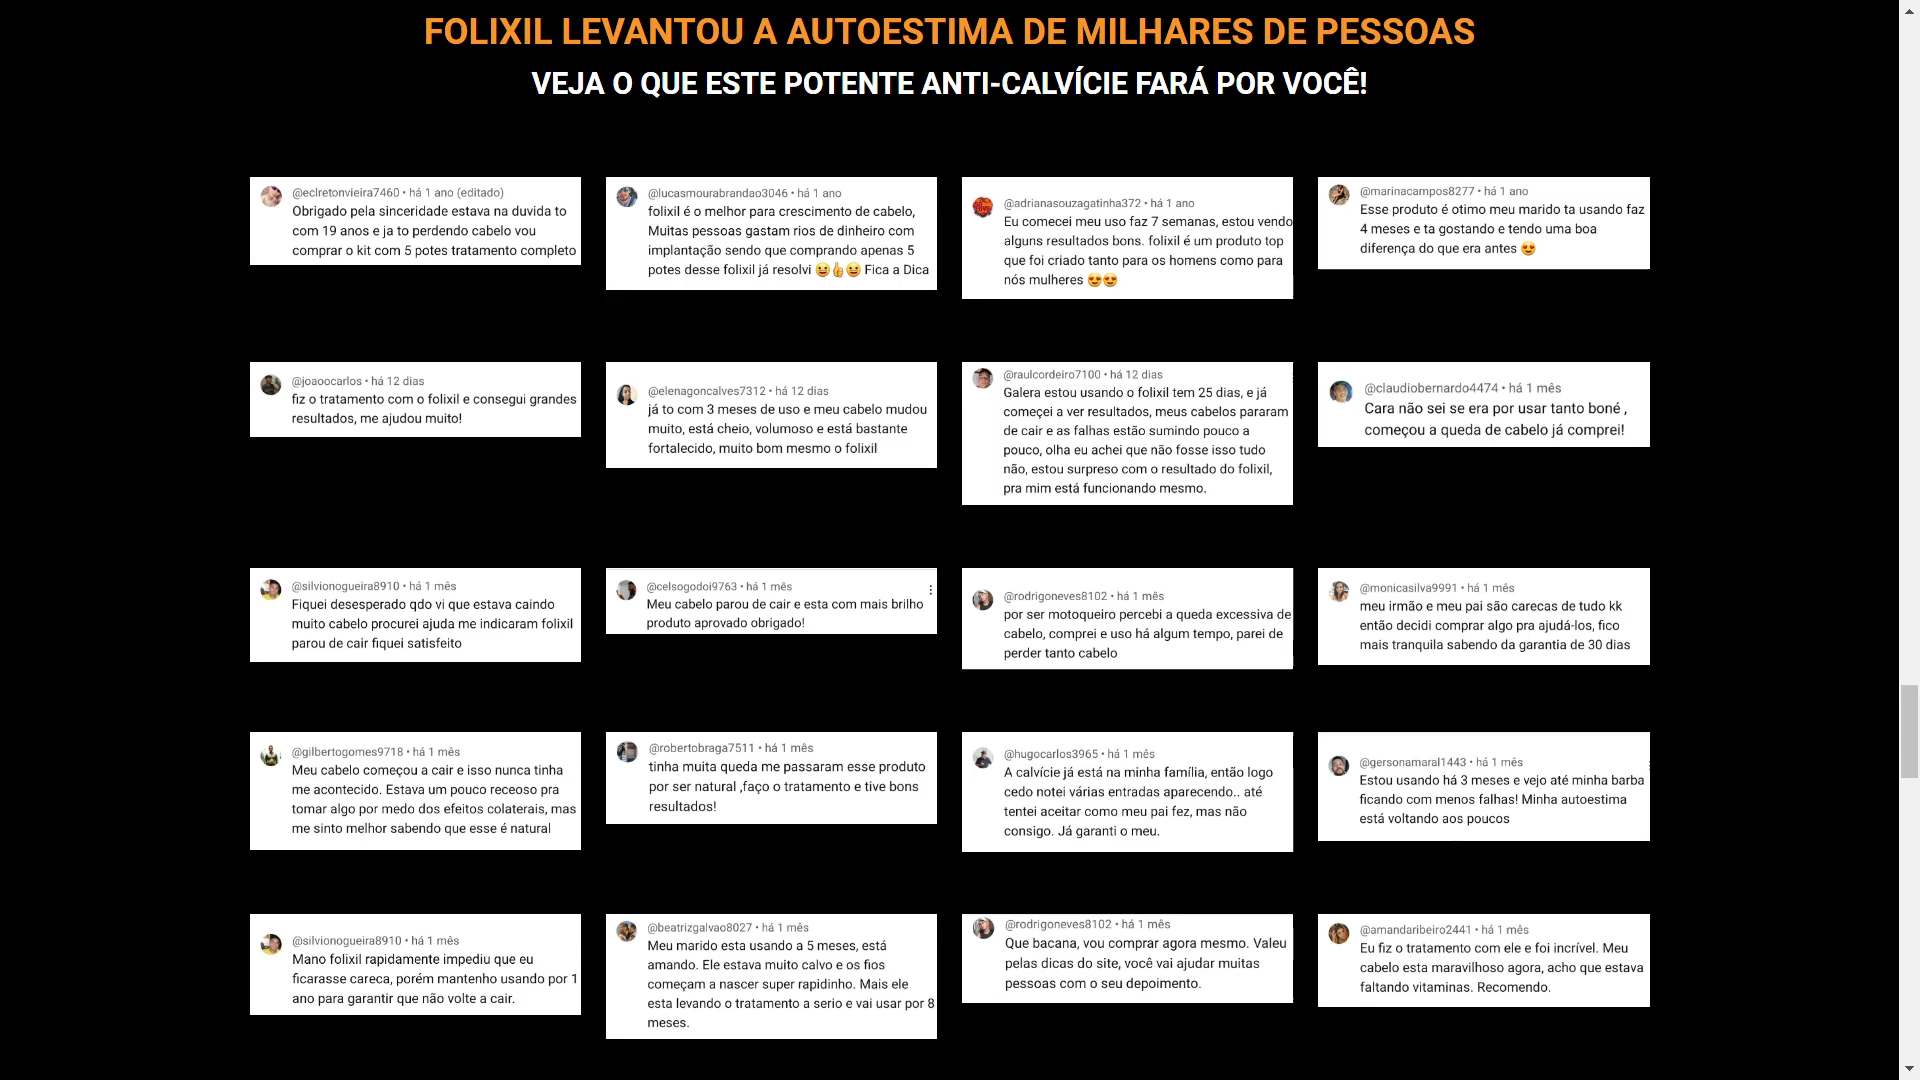 FOLIXIL LEVANTOU A AUTOESTIMA DE MILHARES DE PESSOAS
VEJA O QUE ESTE POTENTE ANTI-CALVÍCIE FARÁ POR VOCÊ!
@eclretonvieira7460 • há 1 ano (editado)
Obrigado pela sinceridade estava na duvida to
com 19 anos e ja to perdendo cabelo vou
comprar o kit com 5 potes tratamento completo
@lucasmourabrandao3046 • há 1 ano
folixil é o melhor para crescimento de cabelo,
Muitas pessoas gastam rios de dinheiro com
implantação sendo que comprando apenas 5
potes desse folixil já resolvi 😆👍😆 Fica a Dica
@adrianasouzagatinha372 • há 1 ano
Eu comecei meu uso faz 7 semanas, estou vendo
alguns resultados bons. folixil é um produto top
que foi criado tanto para os homens como para
nós mulheres 😍😍
@marinacampos8277 • há 1 ano
Esse produto é otimo meu marido ta usando faz
4 meses e ta gostando e tendo uma boa
diferença do que era antes 😍
@joaoocarlos • há 12 dias
fiz o tratamento com o folixil e consegui grandes
resultados, me ajudou muito!
@elenagoncalves7312 • há 12 dias
já to com 3 meses de uso e meu cabelo mudou
muito, está cheio, volumoso e está bastante
fortalecido, muito bom mesmo o folixil
@raulcordeiro7100 • há 12 dias
Galera estou usando o folixil tem 25 dias, e já
começei a ver resultados, meus cabelos pararam
de cair e as falhas estão sumindo pouco a
pouco, olha eu achei que não fosse isso tudo
não, estou surpreso com o resultado do folixil,
pra mim está funcionando mesmo.
@claudiobernardo4474 • há 1 mês
Cara não sei se era por usar tanto boné ,
começou a queda de cabelo já comprei!
@silvionogueira8910 • há 1 mês
Fiquei desesperado qdo vi que estava caindo
muito cabelo procurei ajuda me indicaram folixil
parou de cair fiquei satisfeito
@celsogodoi9763 • há 1 mês
Meu cabelo parou de cair e esta com mais brilho
produto aprovado obrigado!
@rodrigoneves8102 • há 1 mês
por ser motoqueiro percebi a queda excessiva de
cabelo, comprei e uso há algum tempo, parei de
perder tanto cabelo
@monicasilva9991 • há 1 mês
meu irmão e meu pai são carecas de tudo kk
então decidi comprar algo pra ajudá-los, fico
mais tranquila sabendo da garantia de 30 dias
@gilbertogomes9718 • há 1 mês
Meu cabelo começou a cair e isso nunca tinha
me acontecido. Estava um pouco receoso pra
tomar algo por medo dos efeitos colaterais, mas
me sinto melhor sabendo que esse é natural
@robertobraga7511 • há 1 mês
tinha muita queda me passaram esse produto
por ser natural ,faço o tratamento e tive bons
resultados!
@hugocarlos3965 • há 1 mês
A calvície já está na minha família, então logo
cedo notei várias entradas aparecendo.. até
tentei aceitar como meu pai fez, mas não
consigo. Já garanti o meu.
@gersonamaral1443 • há 1 mês
Estou usando há 3 meses e vejo até minha barba
ficando com menos falhas! Minha autoestima
está voltando aos poucos
@silvionogueira8910 • há 1 mês
Mano folixil rapidamente impediu que eu
ficarasse careca, porém mantenho usando por 1
ano para garantir que não volte a cair.
@beatrizgalvao8027 • há 1 mês
Meu marido esta usando a 5 meses, está
amando. Ele estava muito calvo e os fios
começam a nascer super rapidinho. Mais ele
esta levando o tratamento a serio e vai usar por 8
meses.
@rodrigoneves8102 • há 1 mês
Que bacana, vou comprar agora mesmo. Valeu
pelas dicas do site, você vai ajudar muitas
pessoas com o seu depoimento.
@amandaribeiro2441 • há 1 mês
Eu fiz o tratamento com ele e foi incrível. Meu
cabelo esta maravilhoso agora, acho que estava
faltando vitaminas. Recomendo.